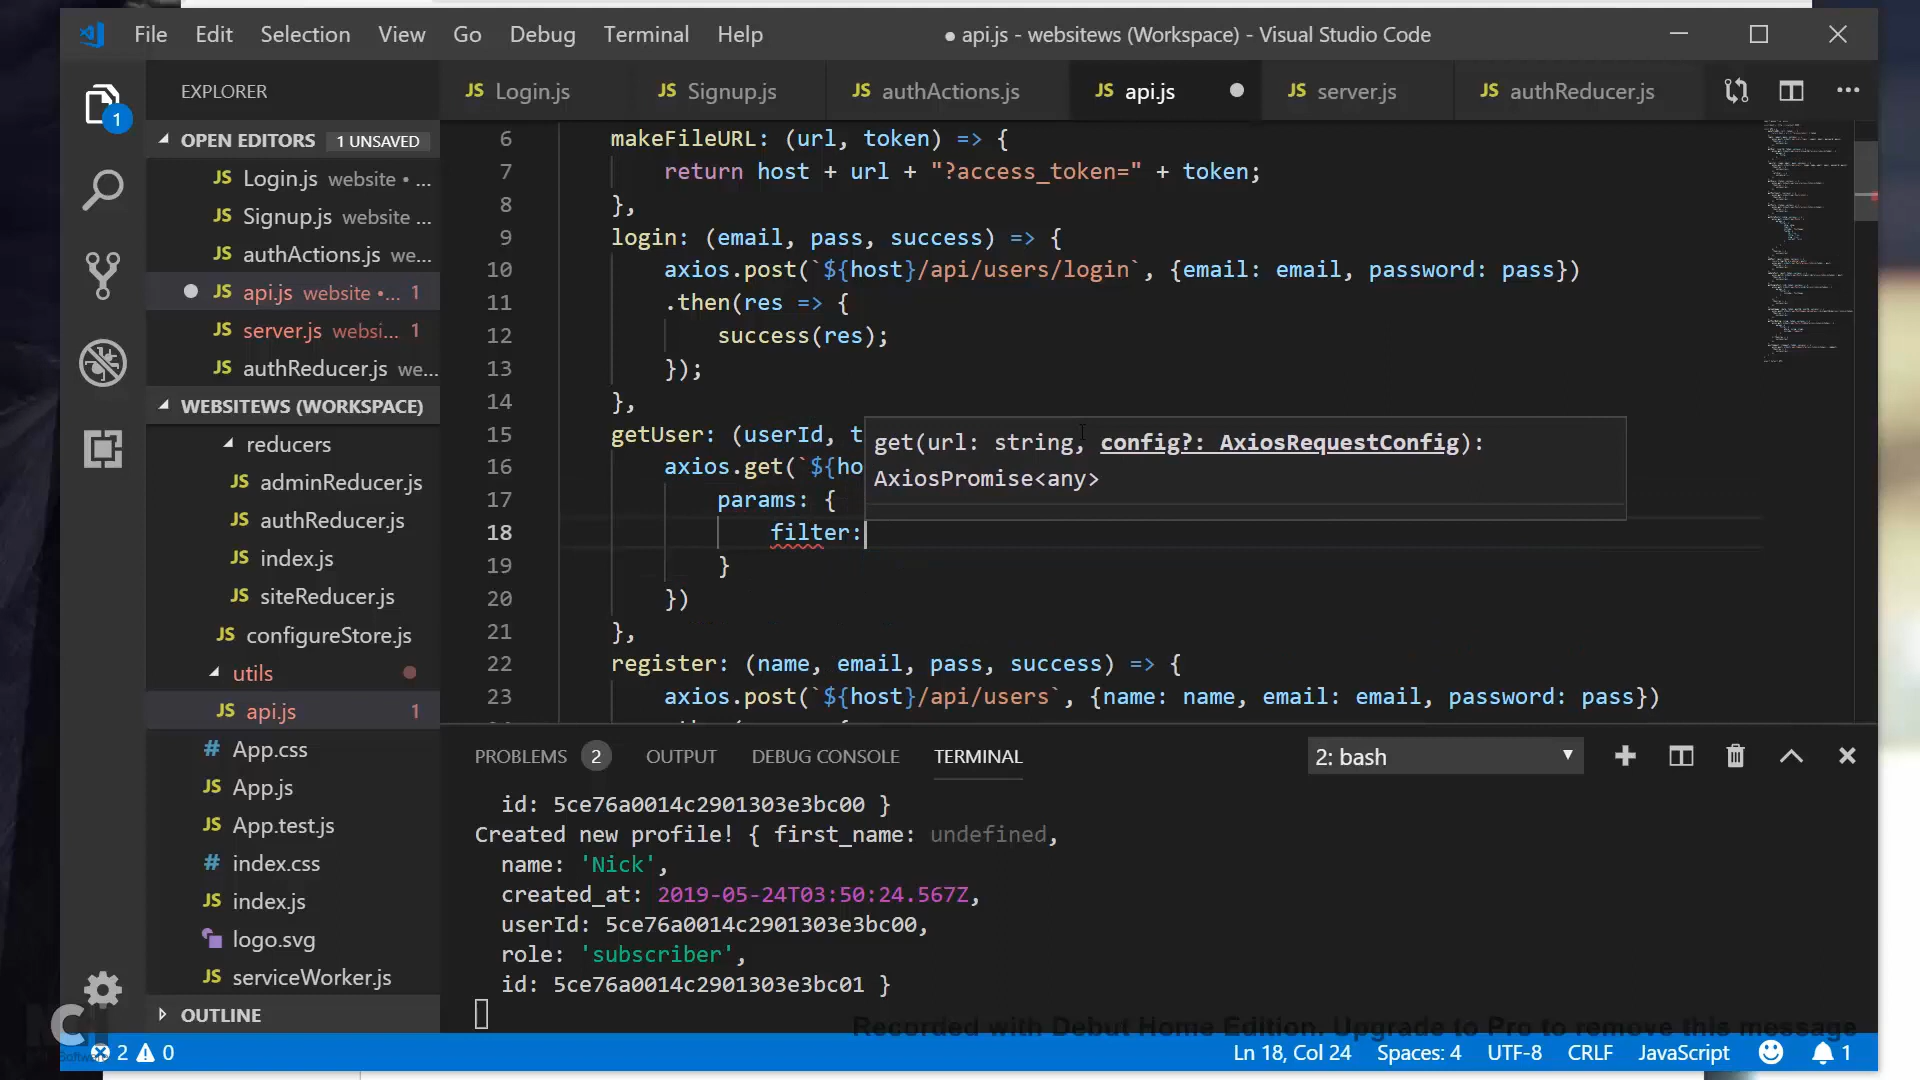 File Edit Selection View Go Debug Terminal Help
● api.js - websitews (Workspace) - Visual Studio Code
EXPLORER
JS Login.js
JS Signup.js
JS authActions.js
JS api.js
JS server.js
JS authReducer.js
1
OPEN EDITORS 1 UNSAVED
JS Login.js website • ...
JS Signup.js website ...
JS authActions.js we...
JS api.js website •... 1
JS server.js websi... 1
JS authReducer.js we...
WEBSITEWS (WORKSPACE)
reducers
JS adminReducer.js
JS authReducer.js
JS index.js
JS siteReducer.js
JS configureStore.js
utils
JS api.js 1
# App.css
JS App.js
JS App.test.js
# index.css
JS index.js
logo.svg
JS serviceWorker.js
OUTLINE
6 makeFileURL: (url, token) => {
7 return host + url + "?access_token=" + token;
8 },
9 login: (email, pass, success) => {
10 axios.post(`${host}/api/users/login`, {email: email, password: pass})
11 .then(res => {
12 success(res);
13 });
14 },
15 getUser: (userId, t
16 axios.get(`${ho
17 params: {
18 filter:
19 }
20 })
21 },
22 register: (name, email, pass, success) => {
23 axios.post(`${host}/api/users`, {name: name, email: email, password: pass})
get(url: string, config?: AxiosRequestConfig):
AxiosPromise<any>
PROBLEMS 2 OUTPUT DEBUG CONSOLE TERMINAL
2: bash
id: 5ce76a0014c2901303e3bc00 }
Created new profile! { first_name: undefined,
name: 'Nick',
created_at: 2019-05-24T03:50:24.567Z,
userId: 5ce76a0014c2901303e3bc00,
role: 'subscriber',
id: 5ce76a0014c2901303e3bc01 }
Recorded with Debut Home Edition. Upgrade to Pro to remove this message
2 0
Ln 18, Col 24 Spaces: 4 UTF-8 CRLF JavaScript 1